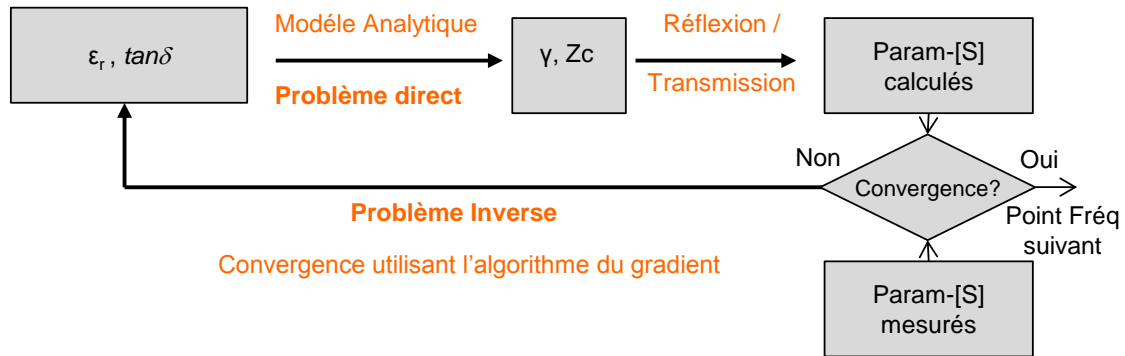 εr , tanδ
Modéle Analytique
Problème direct
γ, Zc
Réflexion /
Transmission
Param-[S]
calculés
Non
Convergence?
Oui
Point Fréq
suivant
Problème Inverse
Convergence utilisant l’algorithme du gradient
Param-[S]
mesurés